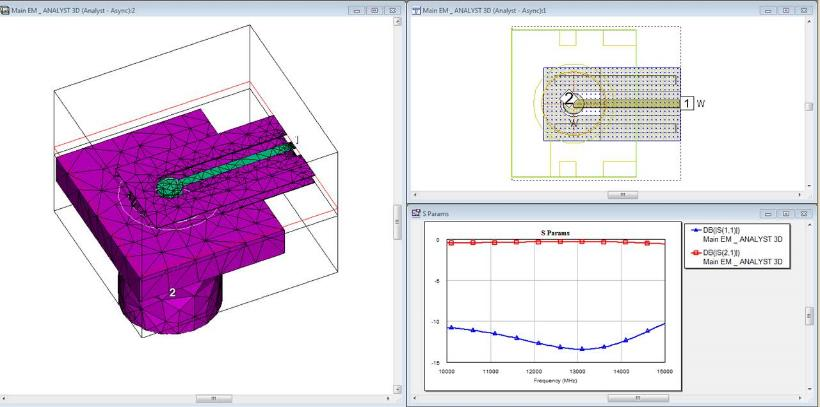 Main EM _ ANALYST 3D (Analyst - Async):2
Main EM _ ANALYST 3D (Analyst - Async):1
1
2
2
1 W
S Params
S Params
DB(|S(1,1)|)
Main EM _ ANALYST 3D
DB(|S(2,1)|)
Main EM _ ANALYST 3D
0
-5
-10
-15
10000 11000 12000 13000 14000 15000
Frequency (MHz)